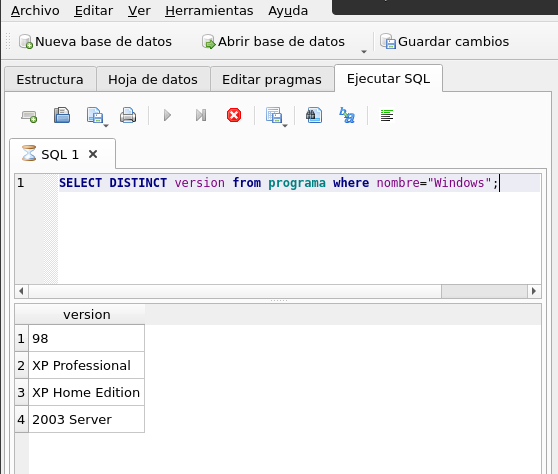 Archivo Editar Ver Herramientas Ayuda
Nueva base de datos Abrir base de datos Guardar cambios
Estructura Hoja de datos Editar pragmas Ejecutar SQL
SQL 1
1 SELECT DISTINCT version from programa where nombre="Windows";
version
1 98
2 XP Professional
3 XP Home Edition
4 2003 Server